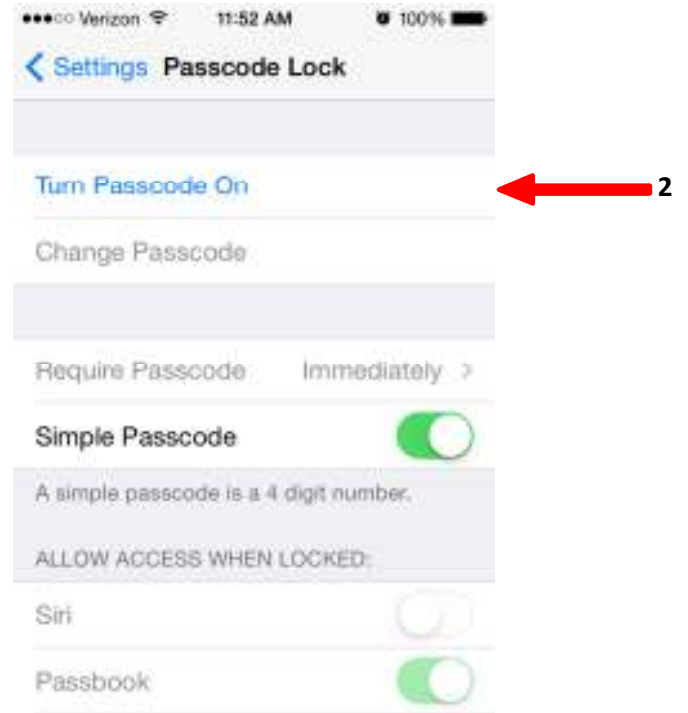 Verizon 11:52 AM 100%
Settings Passcode Lock
Turn Passcode On
2
Change Passcode
Require Passcode Immediately >
Simple Passcode
A simple passcode is a 4 digit number.
ALLOW ACCESS WHEN LOCKED:
Siri
Passbook